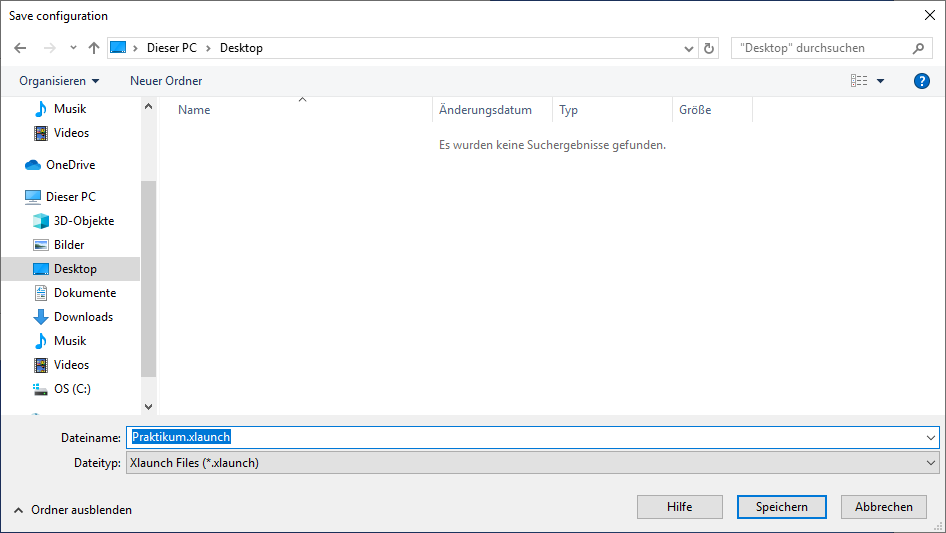 Save configuration
Dieser PC > Desktop
"Desktop" durchsuchen
Organisieren
Neuer Ordner
?
Musik
Videos
OneDrive
Dieser PC
3D-Objekte
Bilder
Desktop
Dokumente
Downloads
Musik
Videos
OS (C:)
Name
Änderungsdatum
Typ
Größe
Es wurden keine Suchergebnisse gefunden.
Dateiname: Praktikum.xlaunch
Dateityp: Xlaunch Files (*.xlaunch)
Ordner ausblenden
Hilfe
Speichern
Abbrechen